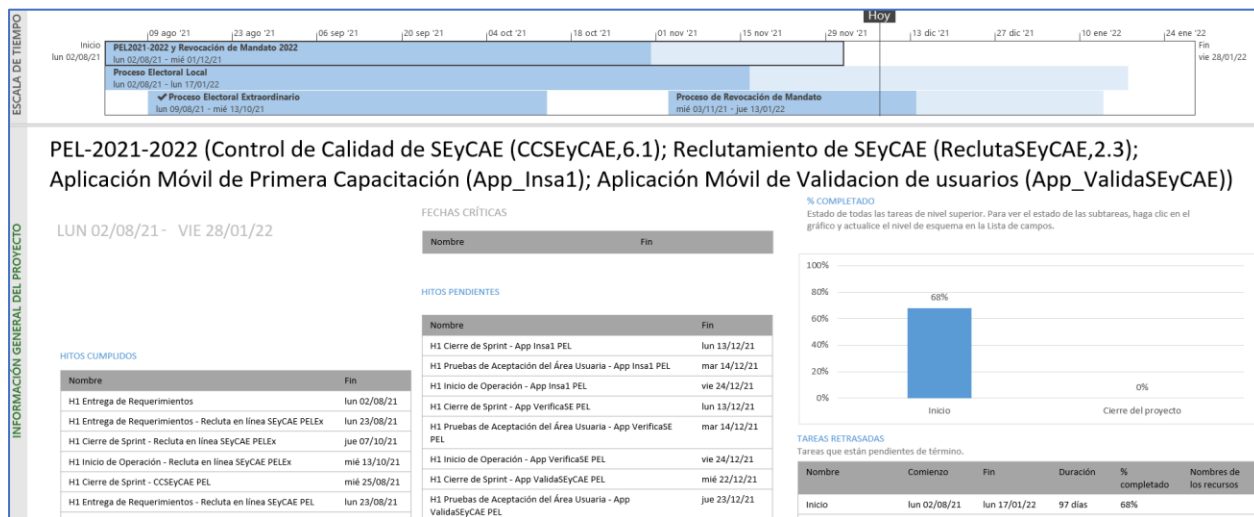 ESCALA DE TIEMPO
Hoy
09 ago '21
23 ago '21
06 sep '21
20 sep '21
04 oct '21
18 oct '21
01 nov '21
15 nov '21
29 nov '21
13 dic '21
27 dic '21
10 ene '22
24 ene '22
Inicio
lun 02/08/21
PEL2021-2022 y Revocación de Mandato 2022
lun 02/08/21 - mié 01/12/21
Fin
vie 28/01/22
Proceso Electoral Local
lun 02/08/21 - lun 17/01/22
✔ Proceso Electoral Extraordinario
lun 09/08/21 - mié 13/10/21
Proceso de Revocación de Mandato
mié 03/11/21 - jue 13/01/22
INFORMACIÓN GENERAL DEL PROYECTO
PEL-2021-2022 (Control de Calidad de SEyCAE (CCSEyCAE,6.1); Reclutamiento de SEyCAE (ReclutaSEyCAE,2.3);
Aplicación Móvil de Primera Capacitación (App_Insa1); Aplicación Móvil de Validacion de usuarios (App_ValidaSEyCAE))
LUN 02/08/21 - VIE 28/01/22
HITOS CUMPLIDOS
Nombre Fin
H1 Entrega de Requerimientos lun 02/08/21
H1 Entrega de Requerimientos - Recluta en línea SEyCAE PELEx lun 23/08/21
H1 Cierre de Sprint - Recluta en línea SEyCAE PELEx jue 07/10/21
H1 Inicio de Operación - Recluta en línea SEyCAE PELEx mié 13/10/21
H1 Cierre de Sprint - CCSEyCAE PEL mié 25/08/21
H1 Entrega de Requerimientos - Recluta en línea SEyCAE PEL lun 23/08/21
FECHAS CRÍTICAS
Nombre Fin
HITOS PENDIENTES
Nombre Fin
H1 Cierre de Sprint - App Insa1 PEL lun 13/12/21
H1 Pruebas de Aceptación del Área Usuaria - App Insa1 PEL mar 14/12/21
H1 Inicio de Operación - App Insa1 PEL vie 24/12/21
H1 Cierre de Sprint - App VerificaSE PEL lun 13/12/21
H1 Pruebas de Aceptación del Área Usuaria - App VerificaSE mar 14/12/21
PEL
H1 Inicio de Operación - App VerificaSE PEL vie 24/12/21
H1 Cierre de Sprint - App ValidaSEyCAE PEL mié 22/12/21
H1 Pruebas de Aceptación del Área Usuaria - App jue 23/12/21
ValidaSEyCAE PEL
% COMPLETADO
Estado de todas las tareas de nivel superior. Para ver el estado de las subtareas, haga clic en el
gráfico y actualice el nivel de esquema en la Lista de campos.
100%
80%
60%
40%
20%
0%
68%
0%
Inicio
Cierre del proyecto
TAREAS RETRASADAS
Tareas que están pendientes de término.
Nombre Comienzo Fin Duración % Nombres de
completado los recursos
Inicio lun 02/08/21 lun 17/01/22 97 días 68%